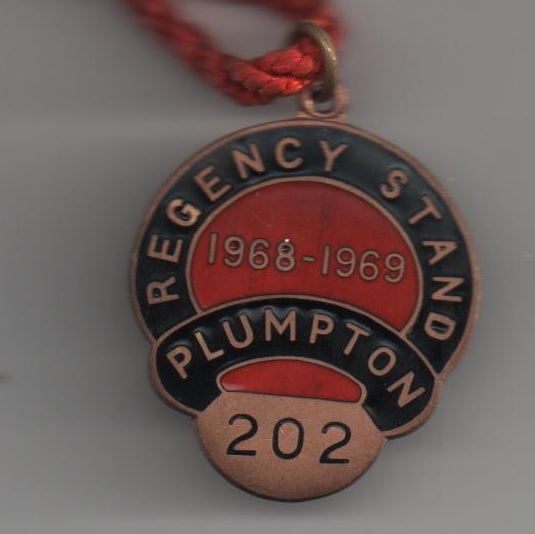 REGENCY STAND
1968-1969
PLUMPTON
202